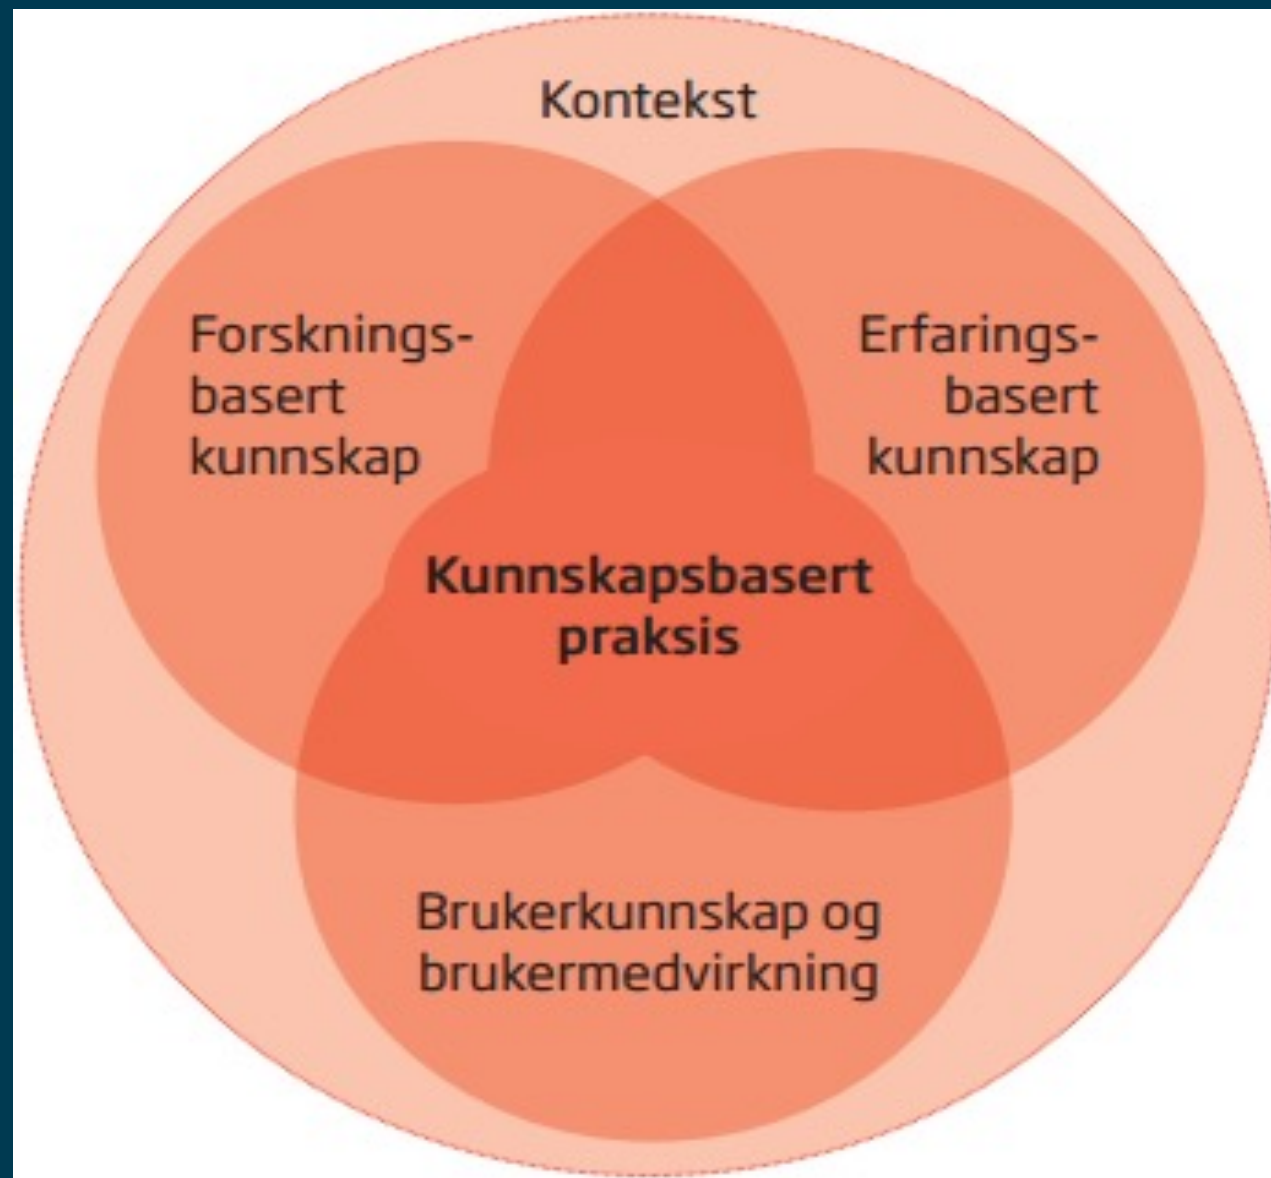 Kontekst
Forsknings-
basert
kunnskap
Erfarings-
basert
kunnskap
Kunnskapsbasert
praksis
Brukerkunnskap og
brukermedvirkning